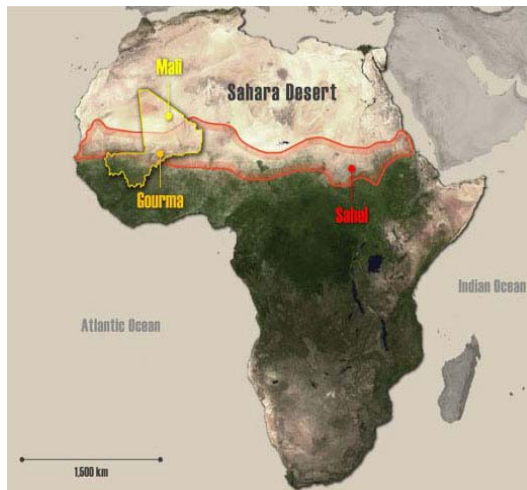 Mali
Sahara Desert
Gourma
Sahel
Indian Ocean
Atlantic Ocean
1,500 km